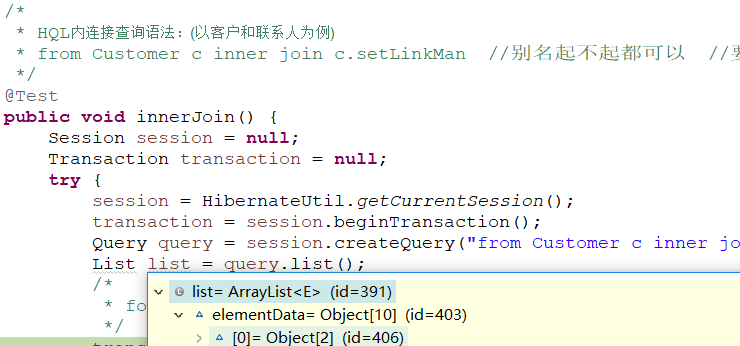 /*
* HQL内连接查询语法：(以客户和联系人为例)
* from Customer c inner join c.setLinkMan //别名起不起都可以 //要
*/
@Test
public void innerJoin() {
Session session = null;
Transaction transaction = null;
try {
session = HibernateUtil.getCurrentSession();
transaction = session.beginTransaction();
Query query = session.createQuery("from Customer c inner jo
List list = query.list();
/*
* fo
*/
list= ArrayList<E> (id=391)
elementData= Object[10] (id=403)
[0]= Object[2] (id=406)